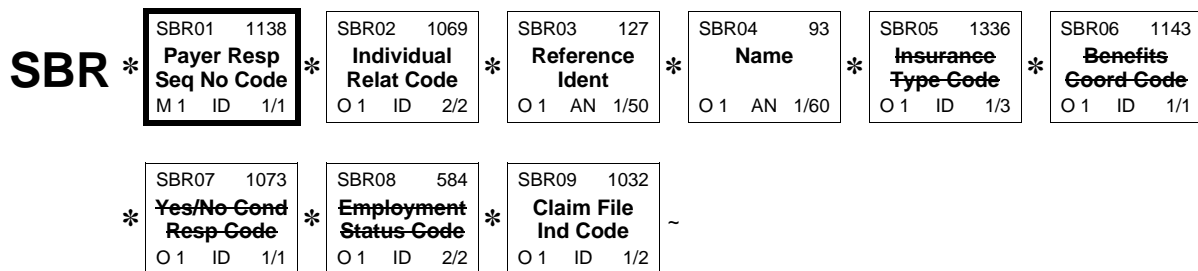 SBR * SBR01 1138 * SBR02 1069 * SBR03 127 * SBR04 93 * SBR05 1336 * SBR06 1143
Payer Resp Individual Reference Name Insurance Benefits
Seq No Code Relat Code Ident Type Code Coord Code
M 1 ID 1/1 O 1 ID 2/2 O 1 AN 1/50 O 1 AN 1/60 O 1 ID 1/3 O 1 ID 1/1
* SBR07 1073 * SBR08 584 * SBR09 1032 ~
Yes/No Cond Employment Claim File
Resp Code Status Code Ind Code
O 1 ID 1/1 O 1 ID 2/2 O 1 ID 1/2